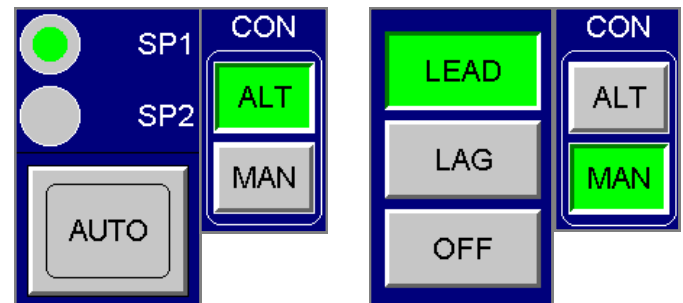 SP1
SP2
AUTO
CON
ALT
MAN
LEAD
LAG
OFF
CON
ALT
MAN